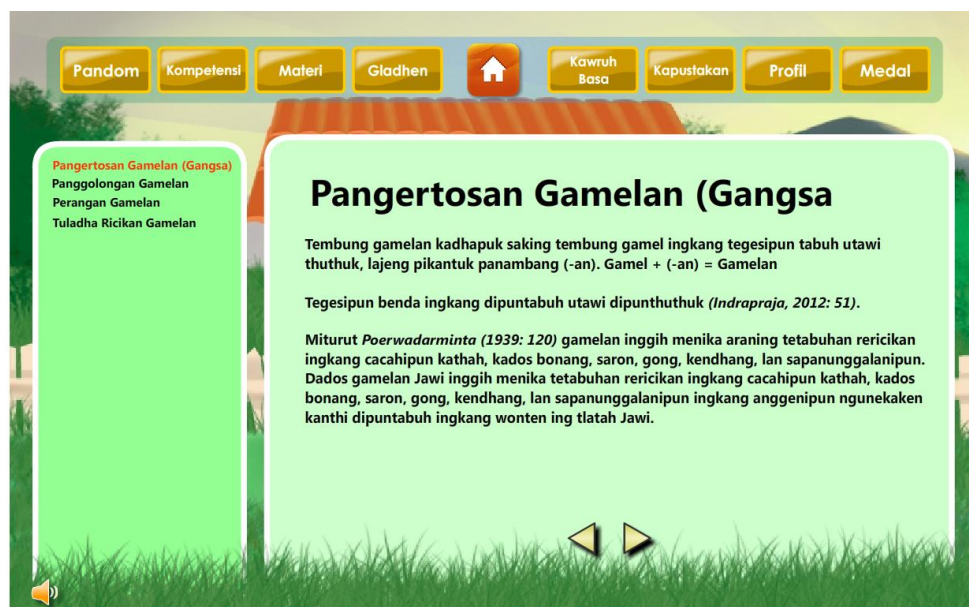 Pandom
Kompetensi
Materi
Gladhen
Kawruh
Basa
Kapustakan
Profil
Medal
Pangertosan Gamelan (Gangsa)
Panggolongan Gamelan
Perangan Gamelan
Tuladha Ricikan Gamelan
Pangertosan Gamelan (Gangsa
Tembung gamelan kadhapuk saking tembung gamel ingkang tegesipun tabuh utawi
thuthuk, lajeng pikantuk panambang (-an). Gamel + (-an) = Gamelan
Tegesipun benda ingkang dipuntabuh utawi dipunthuthuk (Indrapraja, 2012: 51).
Miturut Poerwadarminta (1939: 120) gamelan inggih menika araning tetabuhan rericikan
ingkang cacahipun kathah, kados bonang, saron, gong, kendhang, lan sapanunggalanipun.
Dados gamelan Jawi inggih menika tetabuhan rericikan ingkang cacahipun kathah, kados
bonang, saron, gong, kendhang, lan sapanunggalanipun ingkang anggenipun ngunekaken
kanthi dipuntabuh ingkang wonten ing tlatah Jawi.